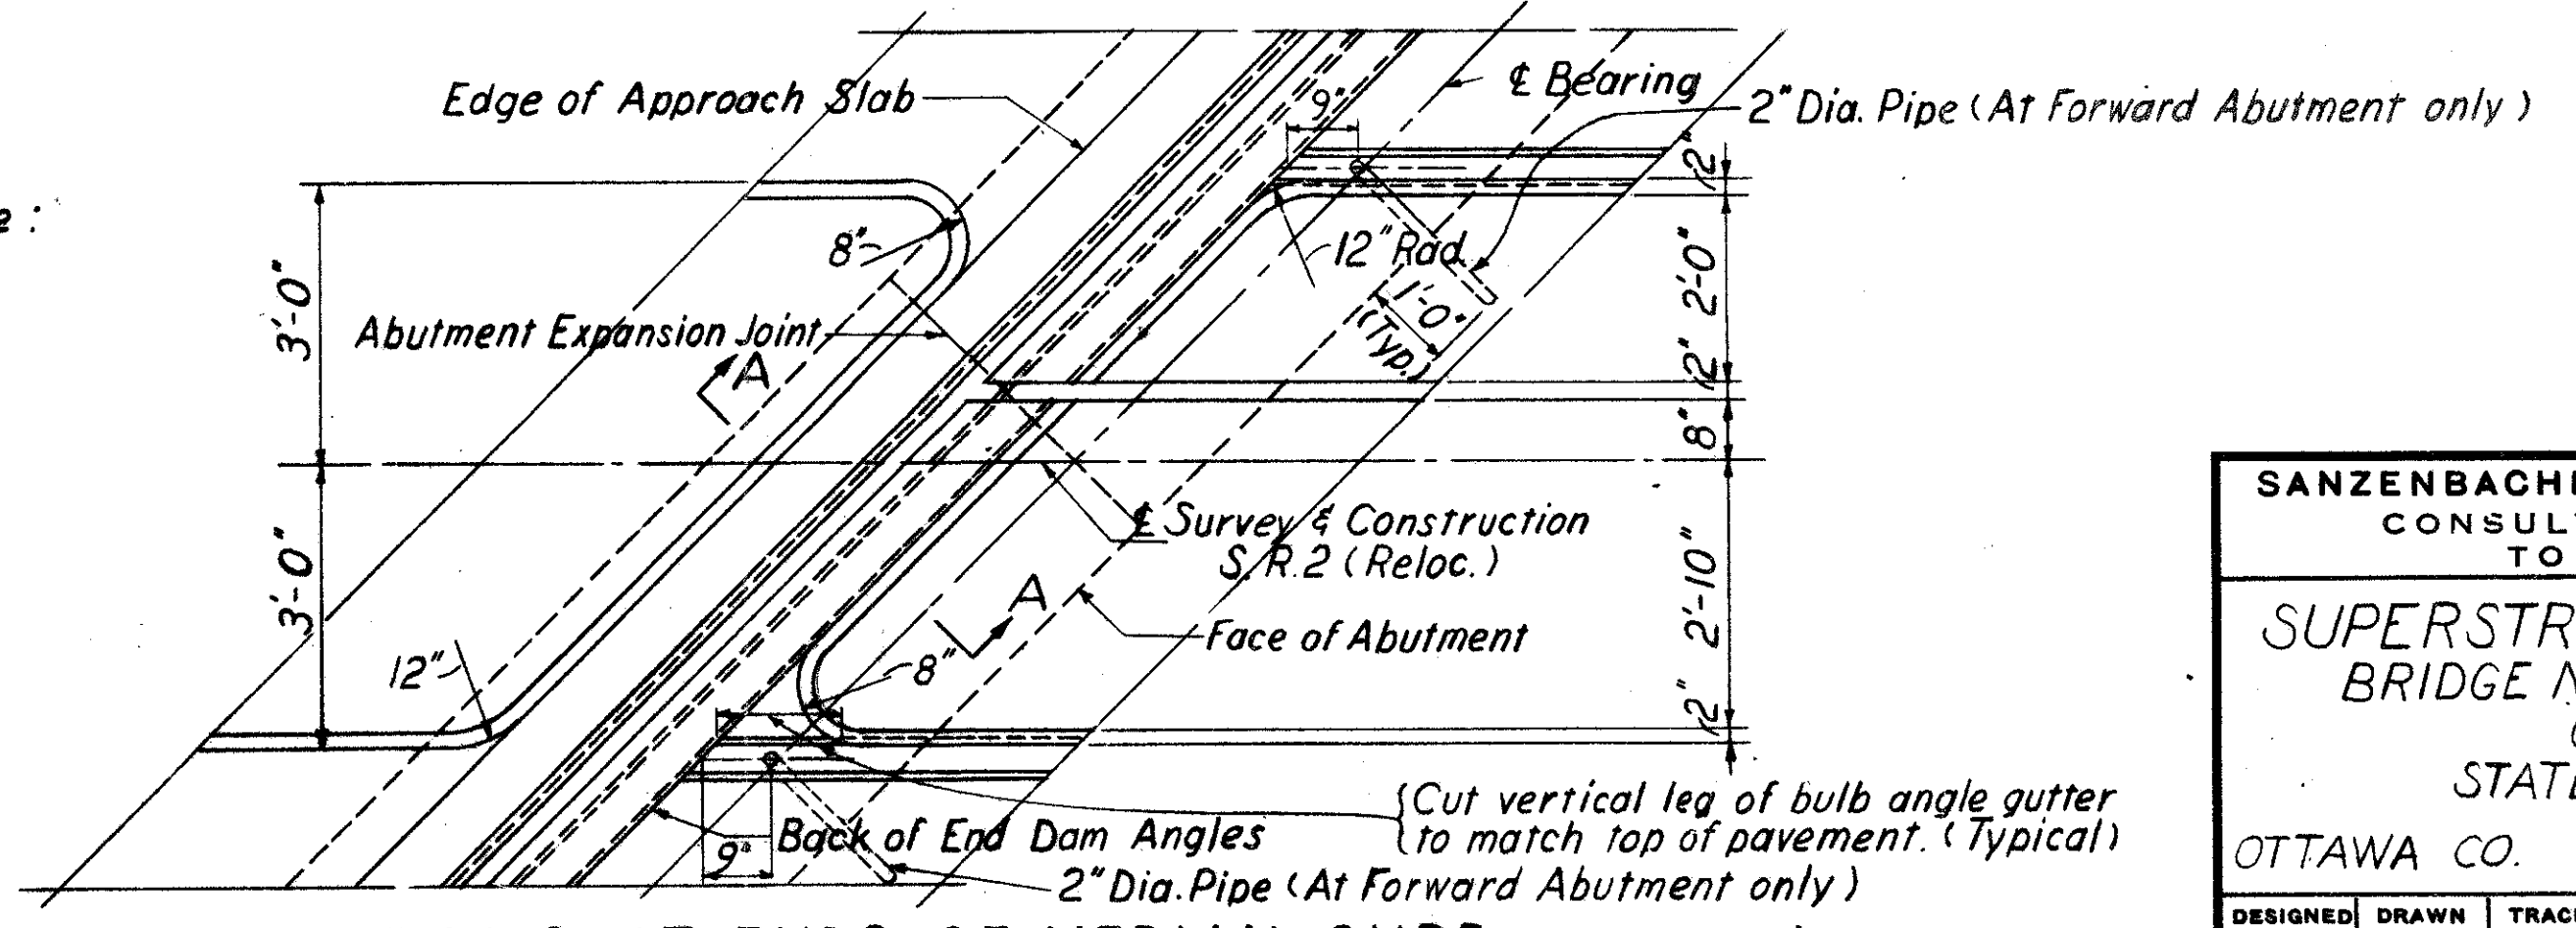 Edge of Approach Slab
℄ Bearing
9"
2" Dia. Pipe (At Forward Abutment only)
2"
8"
12" Rad.
3'-0"
2'-0"
1'-0"
(Typ.)
Abutment Expansion Joint
A
2"
8"
℄ Survey & Construction
S.R.2 (Reloc.)
3'-0"
2'-10"
A
Face of Abutment
12"
8"
2"
Cut vertical leg of bulb angle gutter
to match top of pavement. (Typical)
Back of End Dam Angles
9"
2" Dia. Pipe (At Forward Abutment only)
CONSUL
TO
SUPERSTR
BRIDGE N
STATE
OTTAWA CO.
DESIGNED DRAWN TRAC